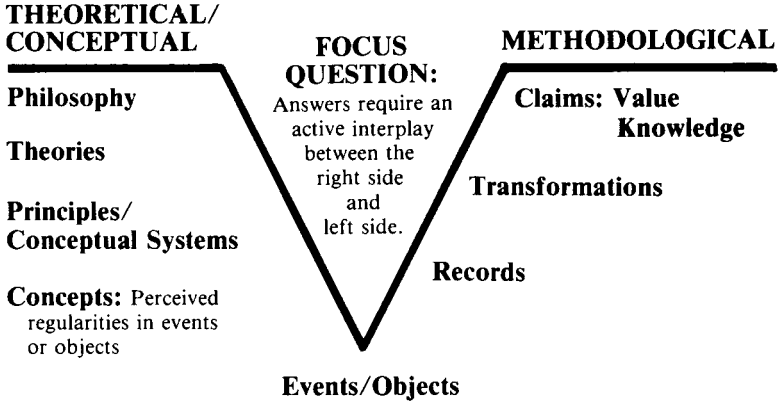 THEORETICAL/
CONCEPTUAL
Philosophy
Theories
Principles/
Conceptual Systems
Concepts: Perceived
regularities in events
or objects
FOCUS
QUESTION:
Answers require an
active interplay
between the
right side
and
left side.
METHODOLOGICAL
Claims: Value
Knowledge
Transformations
Records
Events/Objects